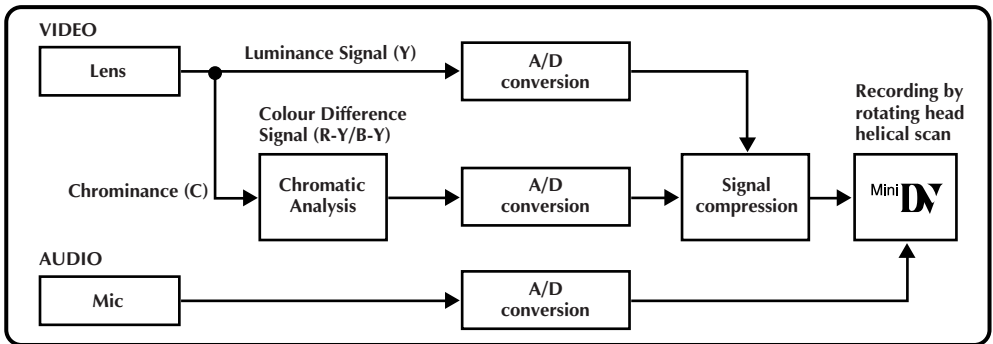 VIDEO
Lens
Luminance Signal (Y)
A/D
conversion
Colour Difference
Signal (R-Y/B-Y)
Chrominance (C)
Chromatic
Analysis
A/D
conversion
Signal
compression
Recording by
rotating head
helical scan
Mini DV
AUDIO
Mic
A/D
conversion